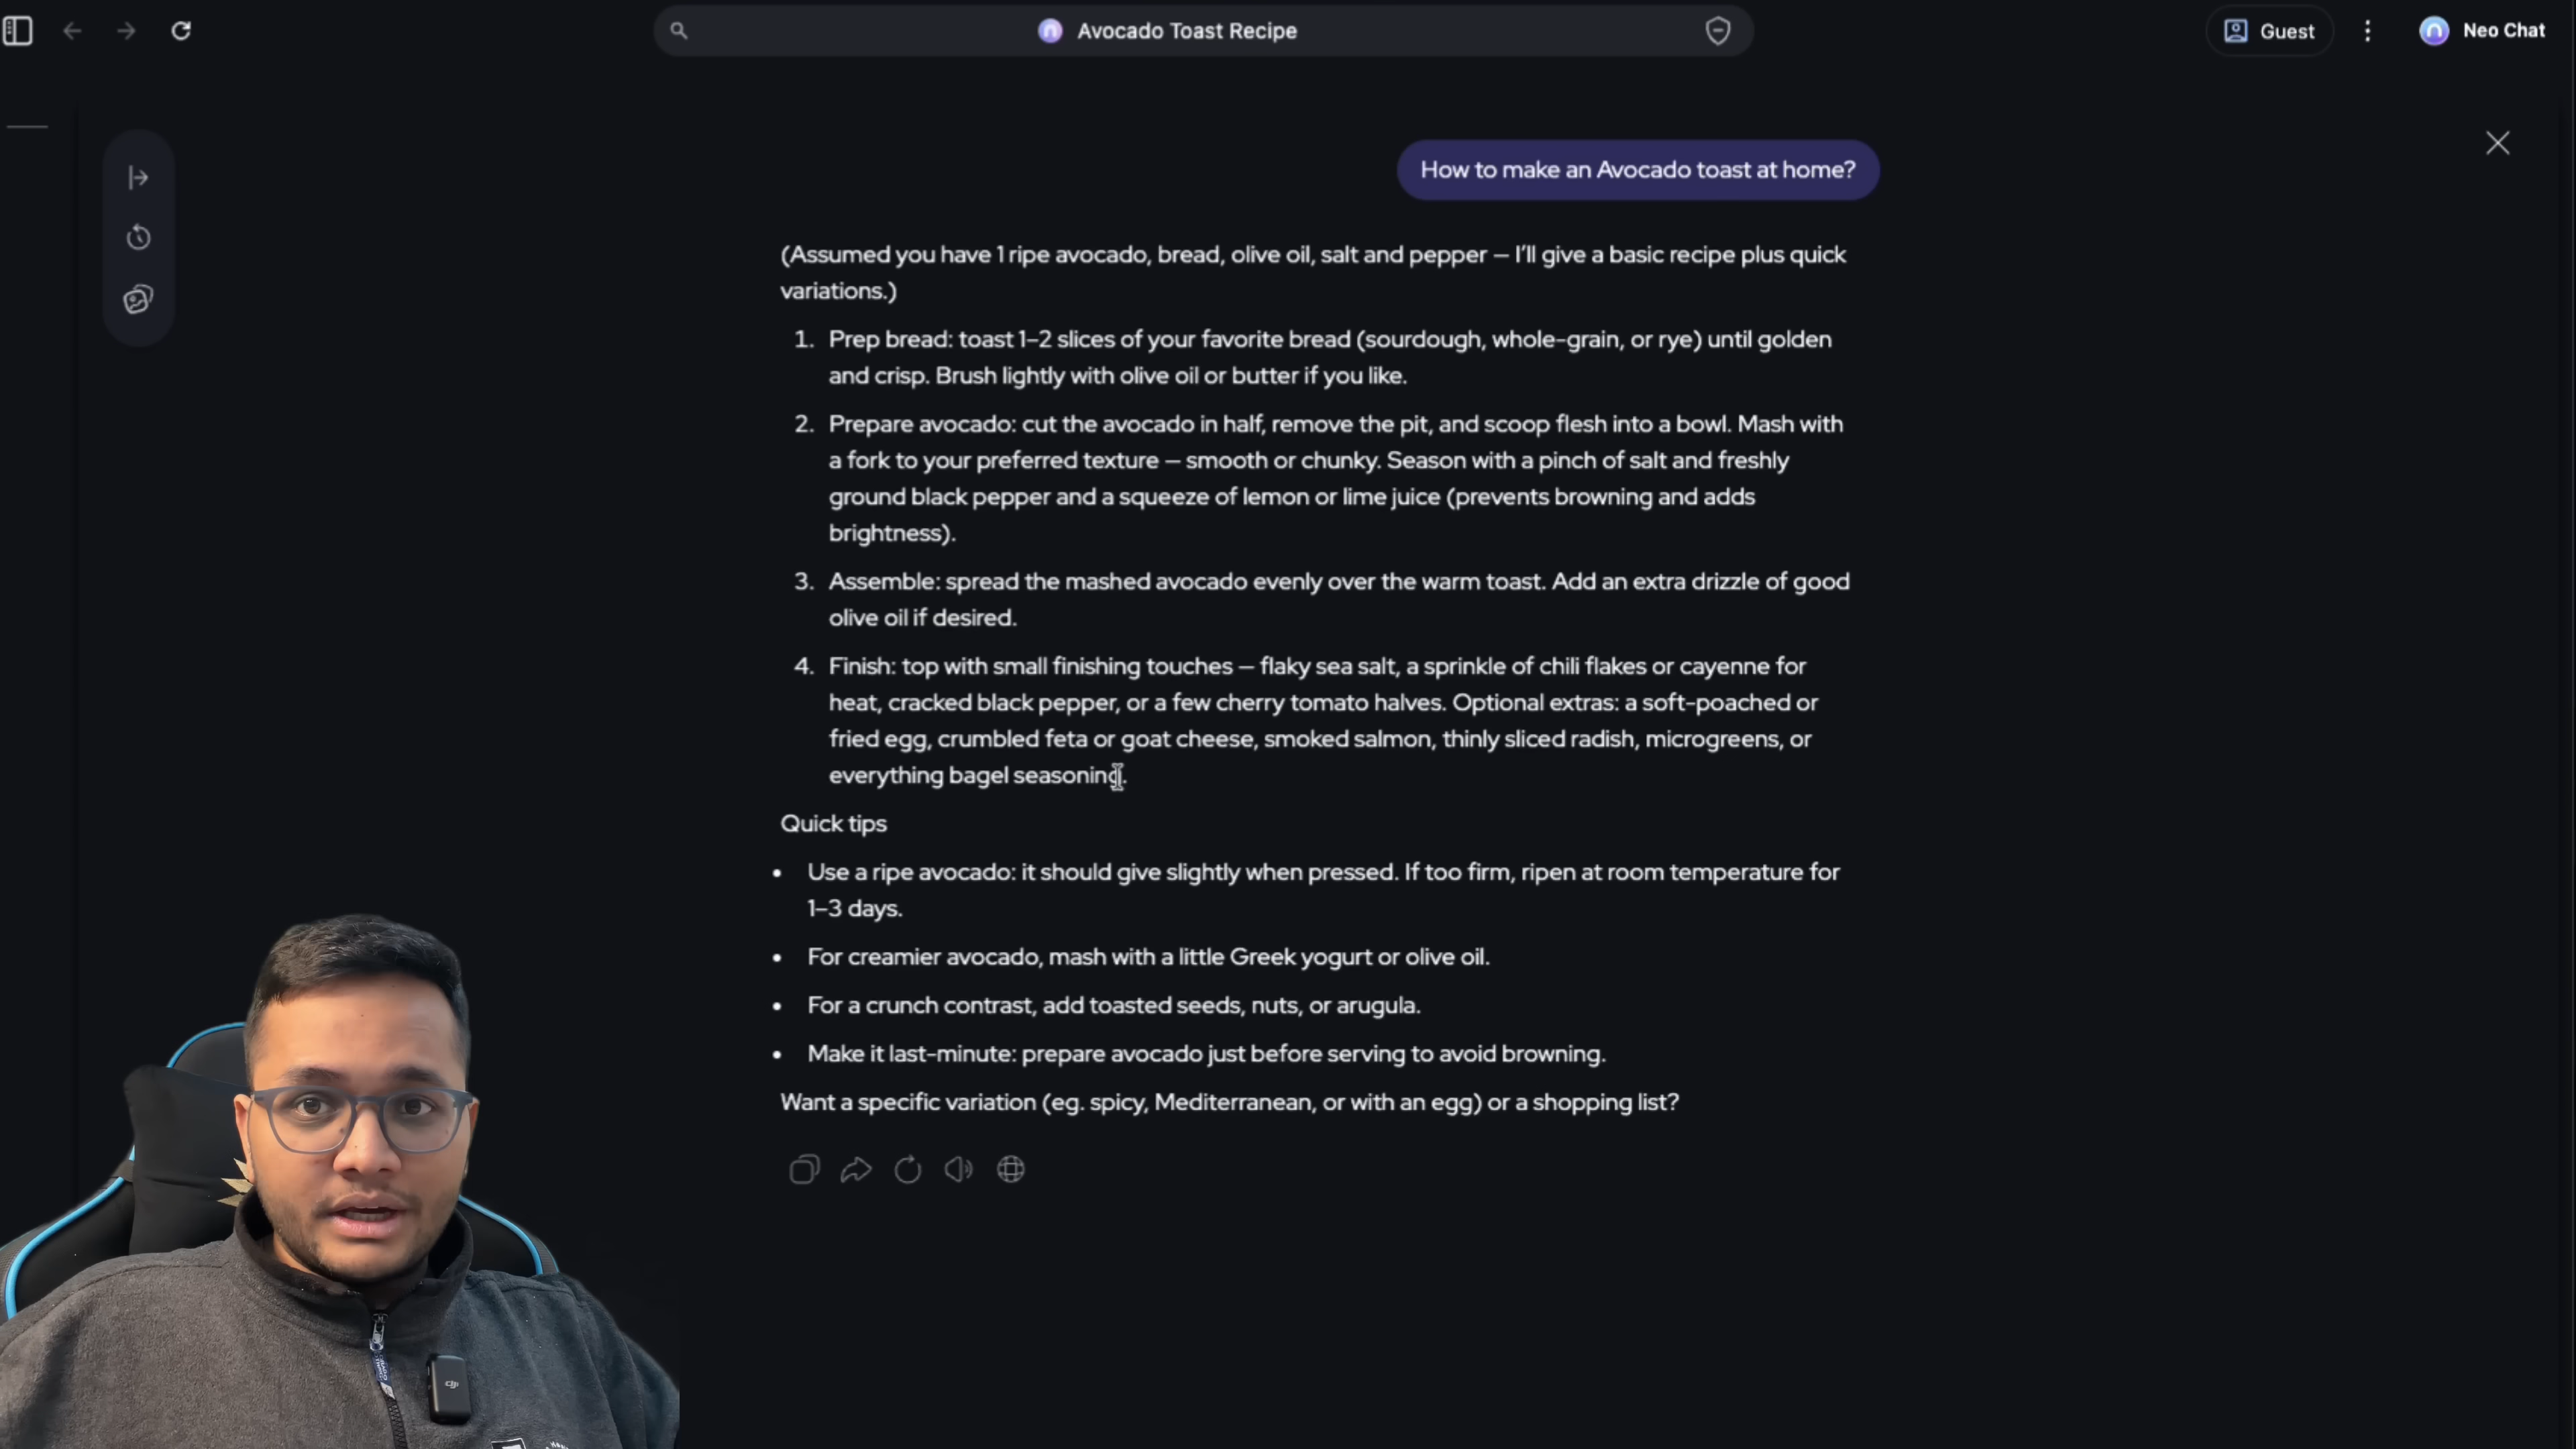 Avocado Toast Recipe
Guest
Neo Chat
How to make an Avocado toast at home?
(Assumed you have 1 ripe avocado, bread, olive oil, salt and pepper – I'll give a basic recipe plus quick
variations.)
1. Prep bread: toast 1–2 slices of your favorite bread (sourdough, whole-grain, or rye) until golden
and crisp. Brush lightly with olive oil or butter if you like.
2. Prepare avocado: cut the avocado in half, remove the pit, and scoop flesh into a bowl. Mash with
a fork to your preferred texture – smooth or chunky. Season with a pinch of salt and freshly
ground black pepper and a squeeze of lemon or lime juice (prevents browning and adds
brightness).
3. Assemble: spread the mashed avocado evenly over the warm toast. Add an extra drizzle of good
olive oil if desired.
4. Finish: top with small finishing touches – flaky sea salt, a sprinkle of chili flakes or cayenne for
heat, cracked black pepper, or a few cherry tomato halves. Optional extras: a soft-poached or
fried egg, crumbled feta or goat cheese, smoked salmon, thinly sliced radish, microgreens, or
everything bagel seasoning.
Quick tips
• Use a ripe avocado: it should give slightly when pressed. If too firm, ripen at room temperature for
1–3 days.
• For creamier avocado, mash with a little Greek yogurt or olive oil.
• For a crunch contrast, add toasted seeds, nuts, or arugula.
• Make it last-minute: prepare avocado just before serving to avoid browning.
Want a specific variation (eg. spicy, Mediterranean, or with an egg) or a shopping list?
dji